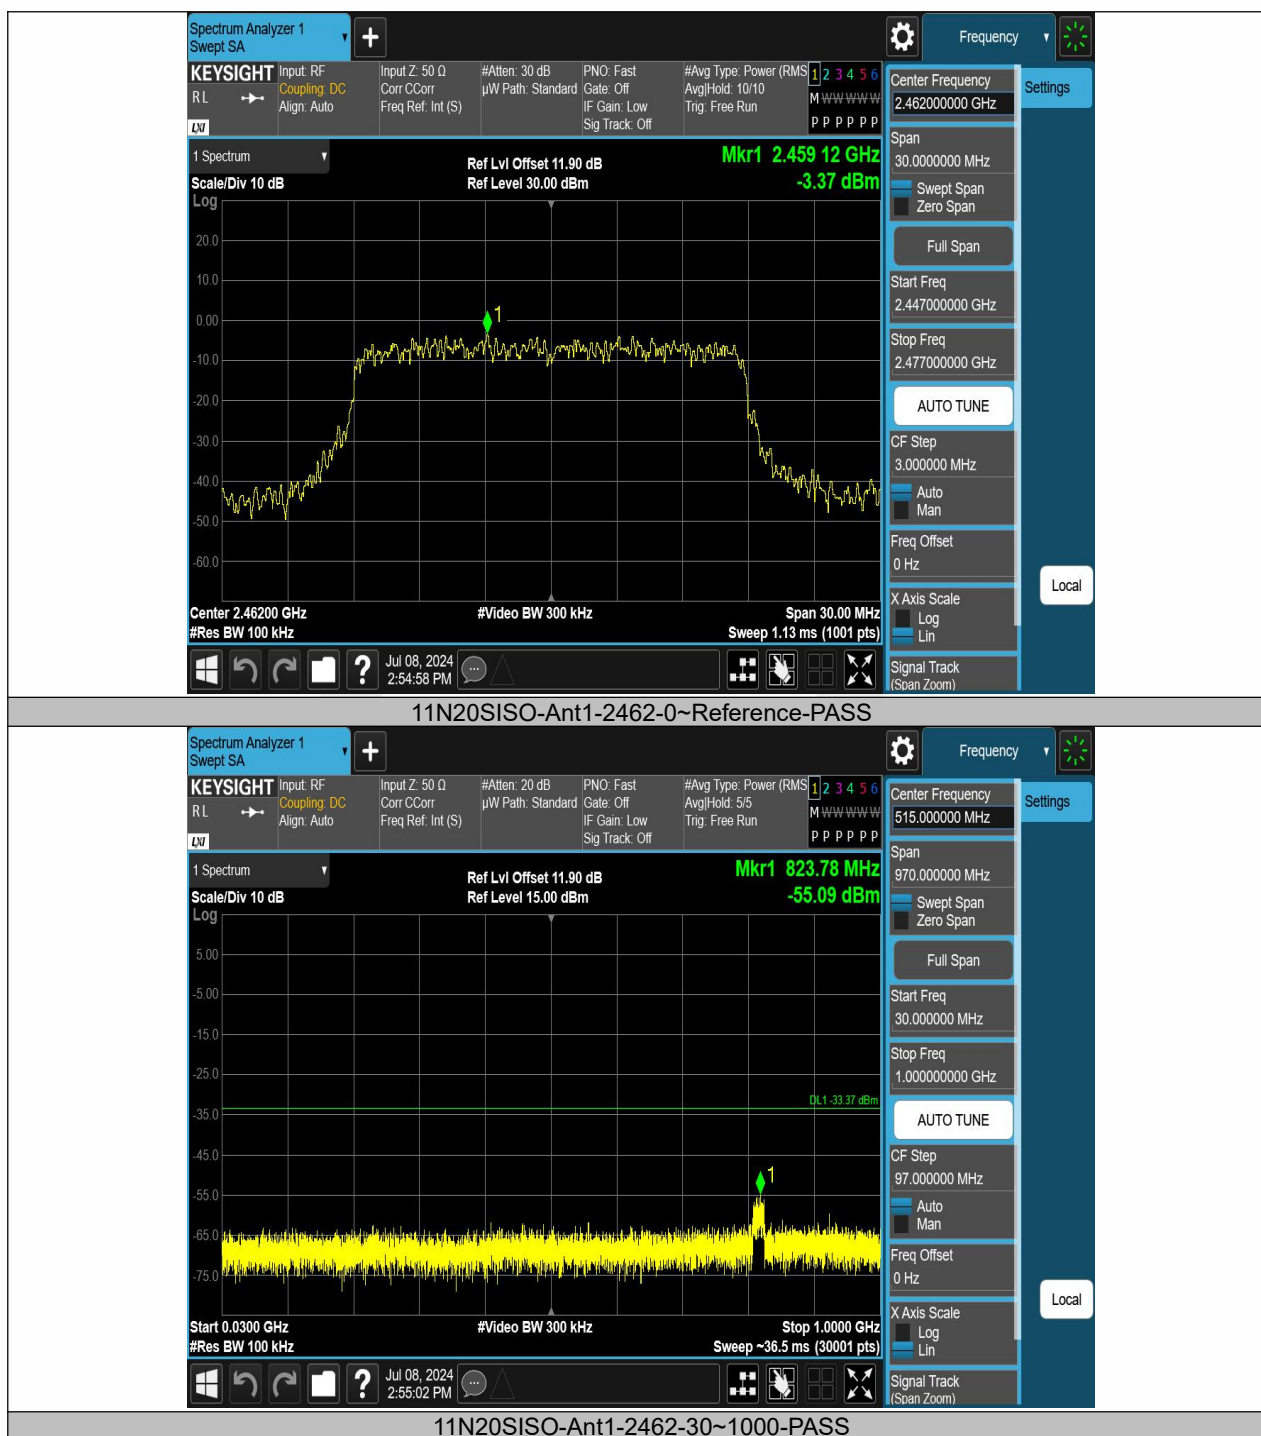 Spectrum Analyzer 1
Swept SA
+
Frequency
KEYSIGHT
R L
LXI
Input: RF
Coupling: DC
Align: Auto
Input Z: 50 Ω
Corr CCorr
Freq Ref: Int (S)
#Atten: 30 dB
µW Path: Standard
PNO: Fast
Gate: Off
IF Gain: Low
Sig Track: Off
#Avg Type: Power (RMS
Avg|Hold: 10/10
Trig: Free Run
1 2 3 4 5 6
M W W W W W
P P P P P P
Center Frequency
2.462000000 GHz
Settings
Span
30.0000000 MHz
Swept Span
Zero Span
Full Span
Start Freq
2.447000000 GHz
Stop Freq
2.477000000 GHz
AUTO TUNE
CF Step
3.000000 MHz
Auto
Man
Freq Offset
0 Hz
X Axis Scale
Log
Lin
Signal Track
(Span Zoom)
Local
1 Spectrum
Scale/Div 10 dB
Log
Ref Lvl Offset 11.90 dB
Ref Level 30.00 dBm
Mkr1 2.459 12 GHz
-3.37 dBm
20.0
10.0
0.00
-10.0
-20.0
-30.0
-40.0
-50.0
-60.0
1
Center 2.46200 GHz
#Res BW 100 kHz
#Video BW 300 kHz
Span 30.00 MHz
Sweep 1.13 ms (1001 pts)
?
Jul 08, 2024
2:54:58 PM
11N20SISO-Ant1-2462-0~Reference-PASS
Spectrum Analyzer 1
Swept SA
+
Frequency
KEYSIGHT
R L
LXI
Input: RF
Coupling: DC
Align: Auto
Input Z: 50 Ω
Corr CCorr
Freq Ref: Int (S)
#Atten: 20 dB
µW Path: Standard
PNO: Fast
Gate: Off
IF Gain: Low
Sig Track: Off
#Avg Type: Power (RMS
Avg|Hold: 5/5
Trig: Free Run
1 2 3 4 5 6
M W W W W W
P P P P P P
Center Frequency
515.000000 MHz
Settings
Span
970.000000 MHz
Swept Span
Zero Span
Full Span
Start Freq
30.000000 MHz
Stop Freq
1.000000000 GHz
AUTO TUNE
CF Step
97.000000 MHz
Auto
Man
Freq Offset
0 Hz
X Axis Scale
Log
Lin
Signal Track
(Span Zoom)
Local
1 Spectrum
Scale/Div 10 dB
Log
Ref Lvl Offset 11.90 dB
Ref Level 15.00 dBm
Mkr1 823.78 MHz
-55.09 dBm
5.00
-5.00
-15.0
-25.0
-35.0
-45.0
-55.0
-65.0
-75.0
DL1 -33.37 dBm
1
Start 0.0300 GHz
#Res BW 100 kHz
#Video BW 300 kHz
Stop 1.0000 GHz
Sweep ~36.5 ms (30001 pts)
?
Jul 08, 2024
2:55:02 PM
11N20SISO-Ant1-2462-30~1000-PASS